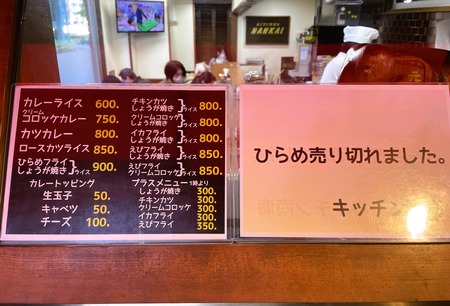 NANKAI
カレーライス 600.
クリーム
コロッケカレー 750.
カツカレー 800.
ロースカツライス 850.
ひらめフライ
しょうが焼き ライス 900.
カレートッピング
生玉子 50.
キャベツ 50.
チーズ 100.
チキンカツ
しょうが焼き ライス 800.
クリームコロッケ
しょうが焼き ライス 800.
イカフライ
しょうが焼き ライス 800.
えびフライ
しょうが焼き ライス 850.
えびフライ
クリームコロッケ ライス 850.
プラスメニュー 1時より
しょうが焼き 300.
チキンカツ 300.
クリームコロッケ 300.
イカフライ 300.
えびフライ 350.
ひらめ売り切れました。
キッチン